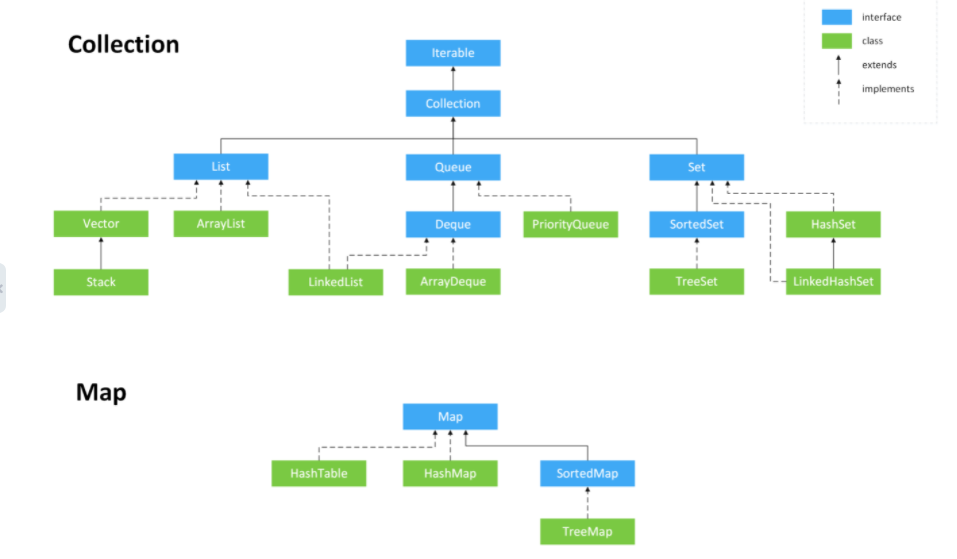 Collection
interface
class
extends
implements
Iterable
Collection
List
Queue
Set
Vector
ArrayList
Deque
PriorityQueue
SortedSet
HashSet
Stack
LinkedList
ArrayDeque
TreeSet
LinkedHashSet
Map
Map
HashTable
HashMap
SortedMap
TreeMap